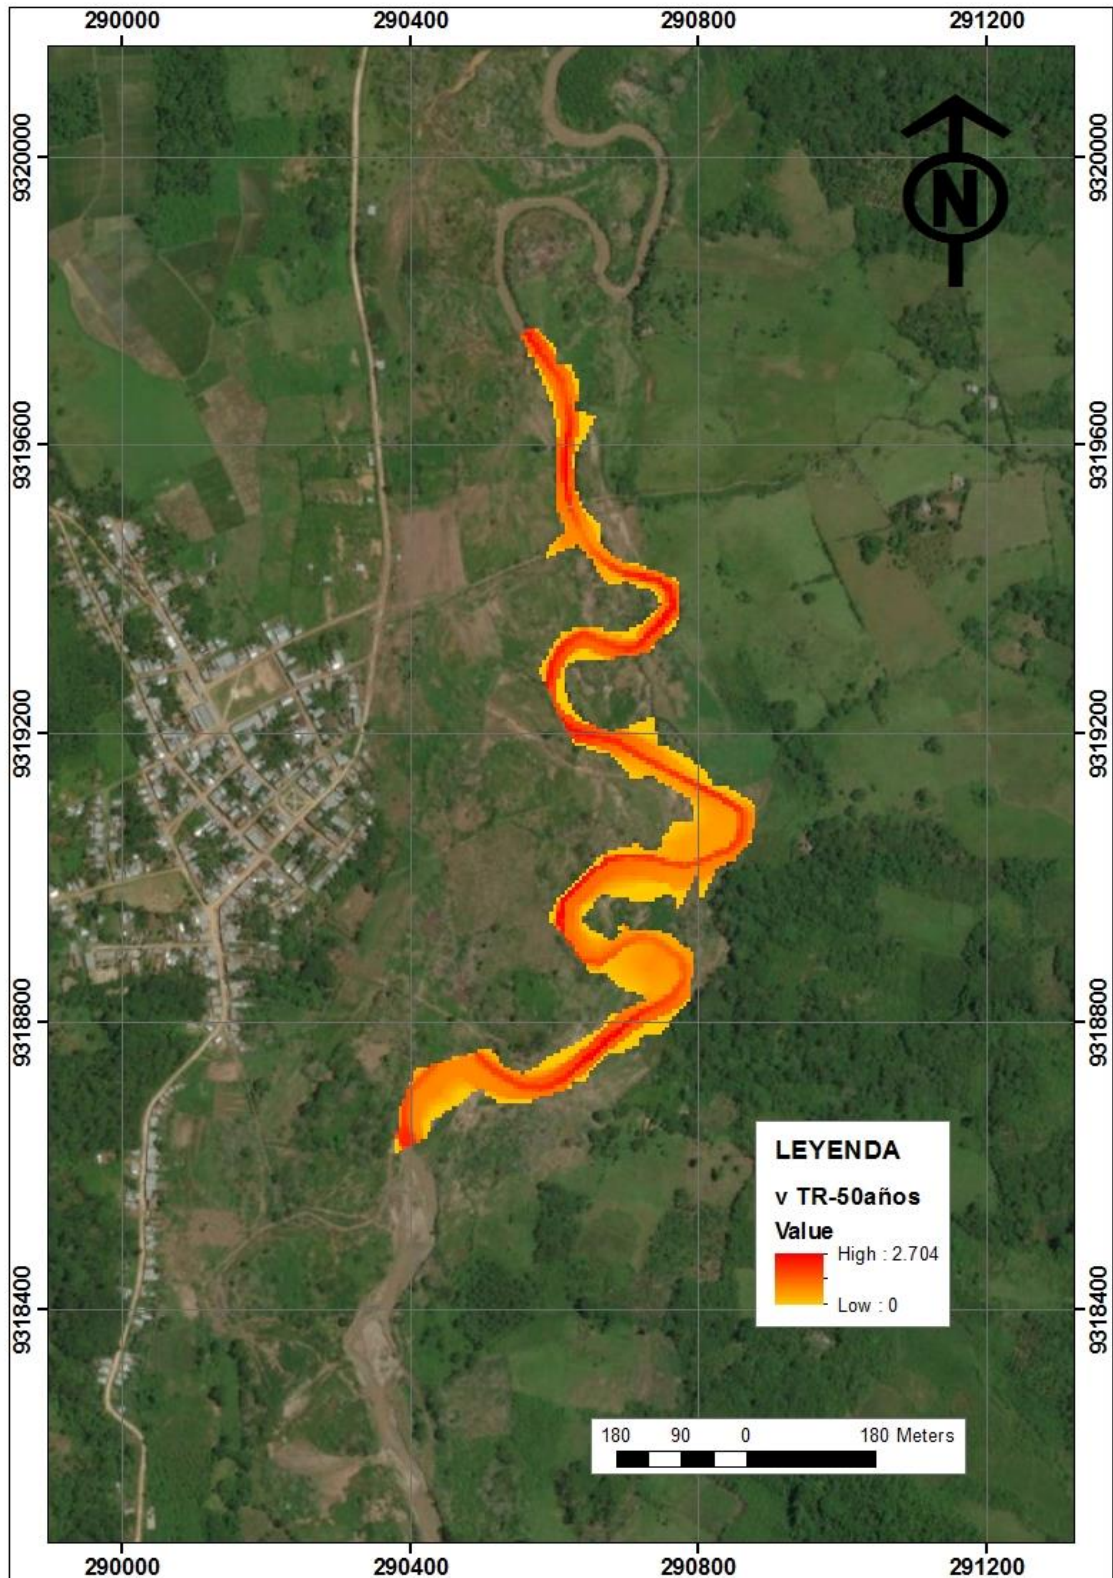 290000 290400 290800 291200
9320000 9320000
N
9319600 9319600
9319200 9319200
9318800 9318800
LEYENDA
v TR-50años
Value
High : 2.704
Low : 0
9318400 9318400
180 90 0 180 Meters
290000 290400 290800 291200